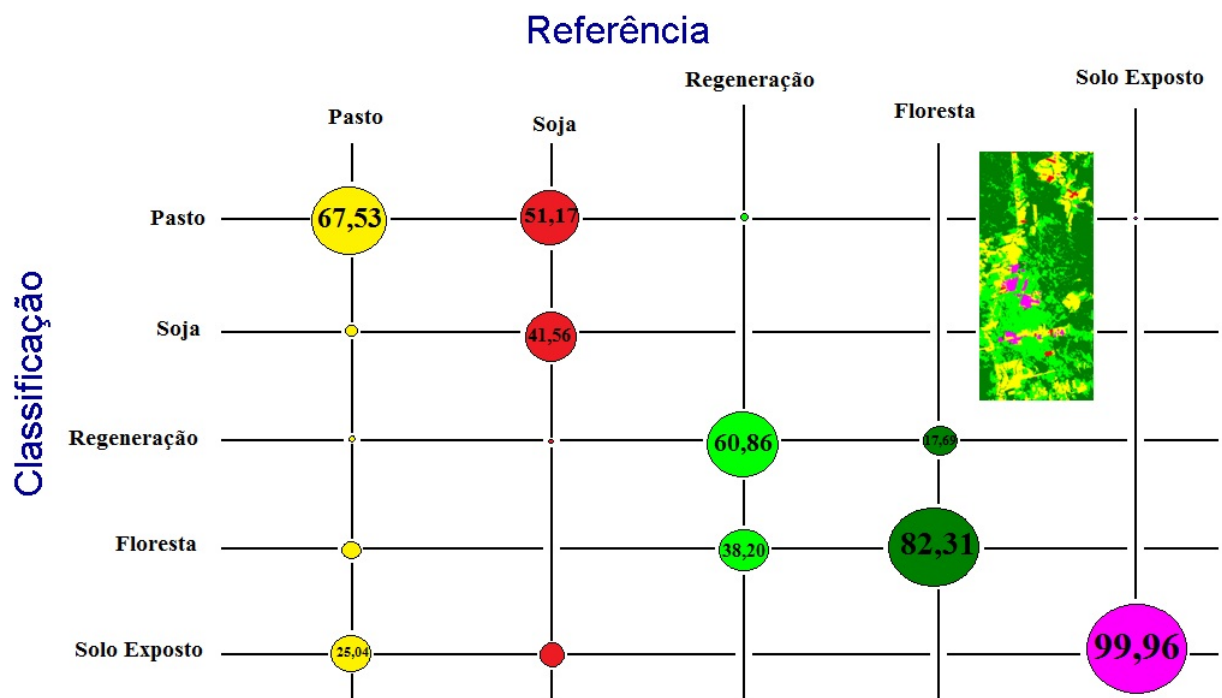 Referência
Solo Exposto
Regeneração
Floresta
Pasto
Soja
Pasto
67,53
51,17
Classificação
Soja
41,56
Regeneração
60,86
17,69
Floresta
38,20
82,31
Solo Exposto
25,04
99,96